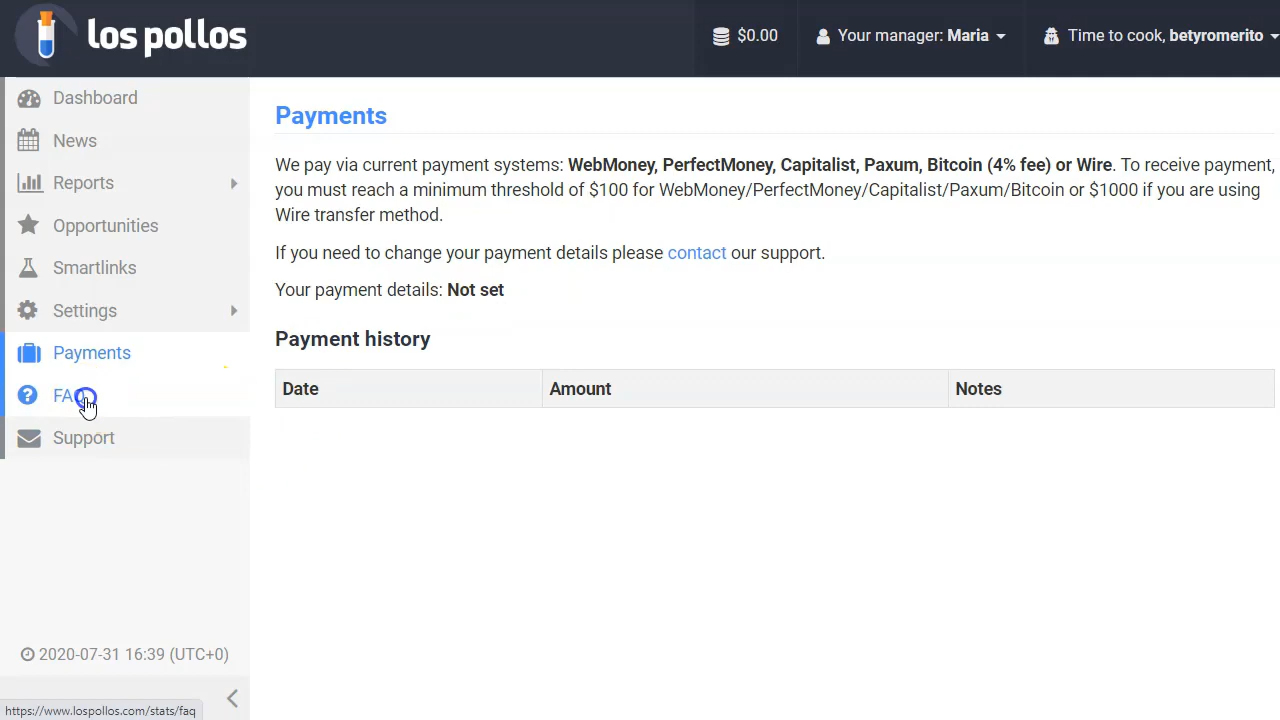 los pollos
$0.00
Your manager: Maria
Time to cook, betyromerito
Dashboard
News
Reports
Opportunities
Smartlinks
Settings
Payments
FAQ
Support
2020-07-31 16:39 (UTC+0)
https://www.lospollos.com/stats/faq
Payments
We pay via current payment systems: WebMoney, PerfectMoney, Capitalist, Paxum, Bitcoin (4% fee) or Wire. To receive payment,
you must reach a minimum threshold of $100 for WebMoney/PerfectMoney/Capitalist/Paxum/Bitcoin or $1000 if you are using
Wire transfer method.
If you need to change your payment details please contact our support.
Your payment details: Not set
Payment history
Date Amount Notes